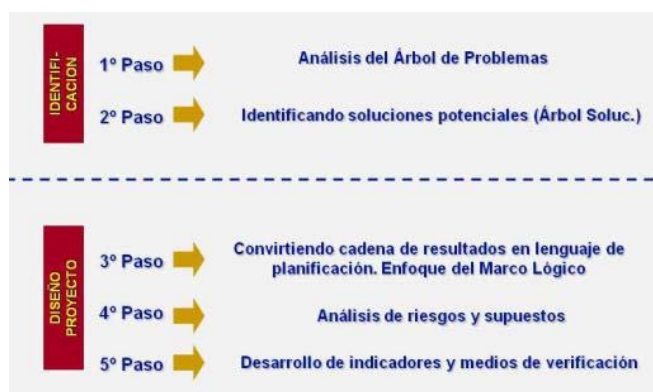 IDENTIFI-
CACION
1º Paso
Análisis del Árbol de Problemas
2º Paso
Identificando soluciones potenciales (Árbol Soluc.)
DISEÑO
PROYECTO
3º Paso
Convirtiendo cadena de resultados en lenguaje de
planificación. Enfoque del Marco Lógico
4º Paso
Análisis de riesgos y supuestos
5º Paso
Desarrollo de indicadores y medios de verificación